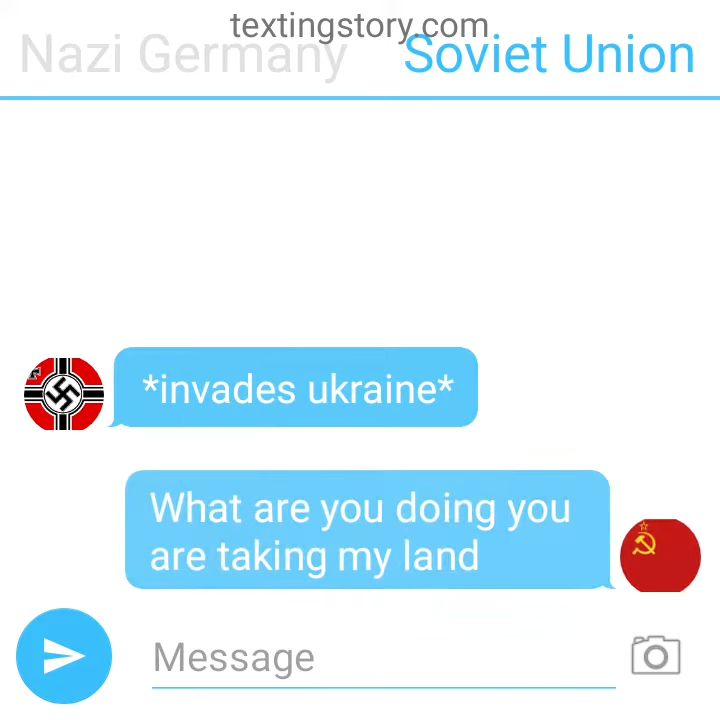 textingstory.com
Nazi Germany
Soviet Union
*invades ukraine*
What are you doing you
are taking my land
Message